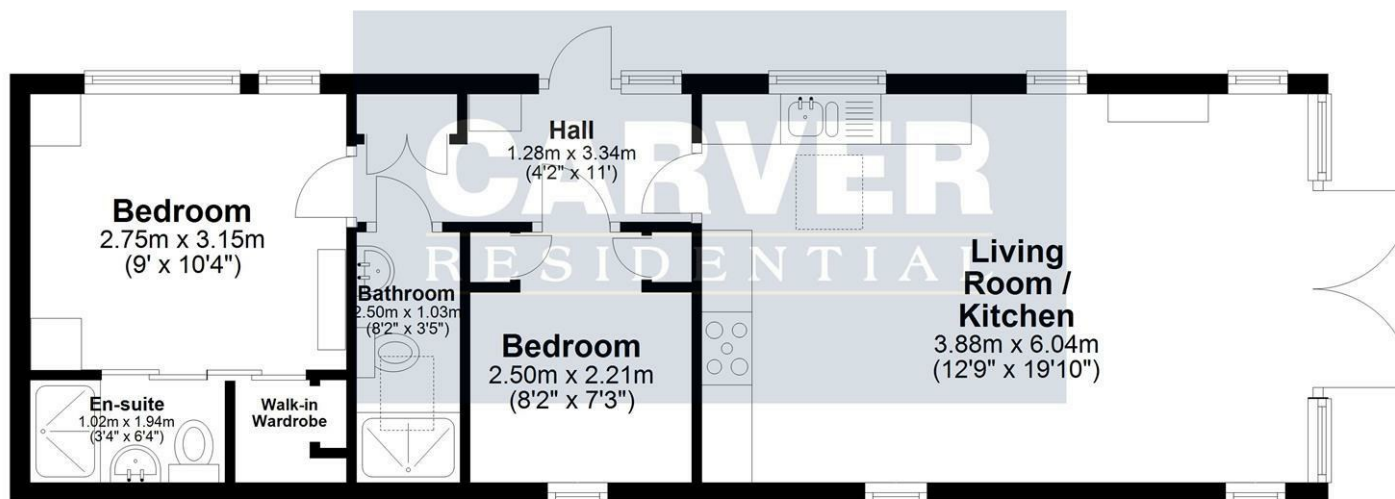 CARVER
RESIDENTIAL
Hall
1.28m x 3.34m
(4'2" x 11')
Bedroom
2.75m x 3.15m
(9' x 10'4")
Living
Room /
Kitchen
3.88m x 6.04m
(12'9" x 19'10")
Bathroom
2.50m x 1.03m
(8'2" x 3'5")
Bedroom
2.50m x 2.21m
(8'2" x 7'3")
En-suite
1.02m x 1.94m
(3'4" x 6'4")
Walk-in
Wardrobe